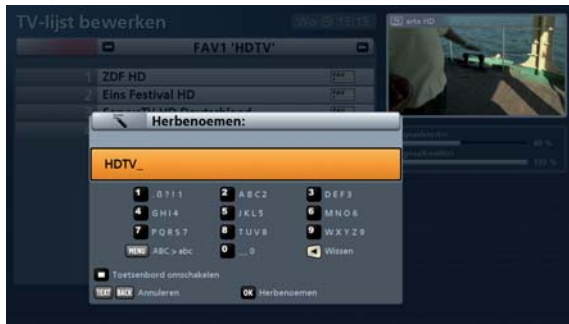 TV-lijst bewerken
arte HD
FAV1 'HDTV'
1 ZDF HD
2 Eins Festival HD
Herbenoemen:
HDTV_
1 .ß?!1 2 ABC2 3 DEF3
4 GHI4 5 JKL5 6 MNO6
7 PQRS7 8 TUV8 9 WXYZ9
MENU ABC > abc 0 _.0 Wissen
Toetsenbord omschakelen
TEXT BACK Annuleren OK Herbenoemen